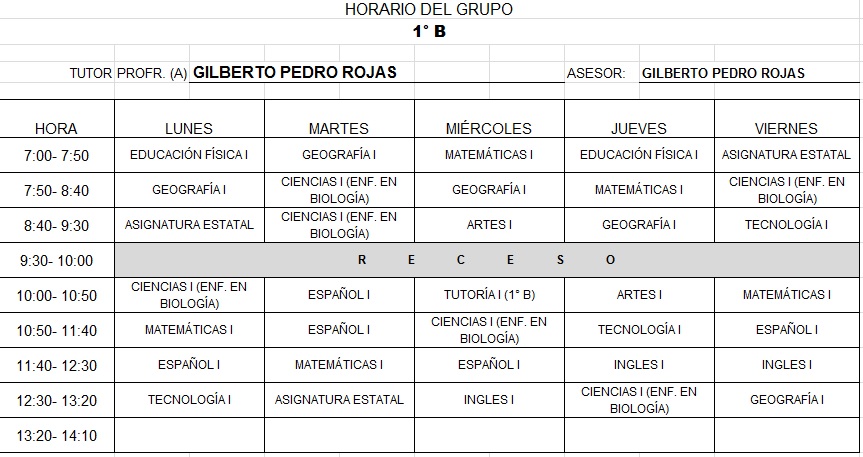 HORARIO DEL GRUPO
1° B
TUTOR PROFR. (A) GILBERTO PEDRO ROJAS ASESOR: GILBERTO PEDRO ROJAS
HORA LUNES MARTES MIÉRCOLES JUEVES VIERNES
7:00- 7:50 EDUCACIÓN FÍSICA I GEOGRAFÍA I MATEMÁTICAS I EDUCACIÓN FÍSICA I ASIGNATURA ESTATAL
7:50- 8:40 GEOGRAFÍA I CIENCIAS I (ENF. EN BIOLOGÍA) GEOGRAFÍA I MATEMÁTICAS I CIENCIAS I (ENF. EN BIOLOGÍA)
8:40- 9:30 ASIGNATURA ESTATAL CIENCIAS I (ENF. EN BIOLOGÍA) ARTES I GEOGRAFÍA I TECNOLOGÍA I
9:30- 10:00 R E C E S O
10:00- 10:50 CIENCIAS I (ENF. EN BIOLOGÍA) ESPAÑOL I TUTORÍA I (1° B) ARTES I MATEMÁTICAS I
10:50- 11:40 MATEMÁTICAS I ESPAÑOL I CIENCIAS I (ENF. EN BIOLOGÍA) TECNOLOGÍA I ESPAÑOL I
11:40- 12:30 ESPAÑOL I MATEMÁTICAS I ESPAÑOL I INGLES I INGLES I
12:30- 13:20 TECNOLOGÍA I ASIGNATURA ESTATAL INGLES I CIENCIAS I (ENF. EN BIOLOGÍA) GEOGRAFÍA I
13:20- 14:10